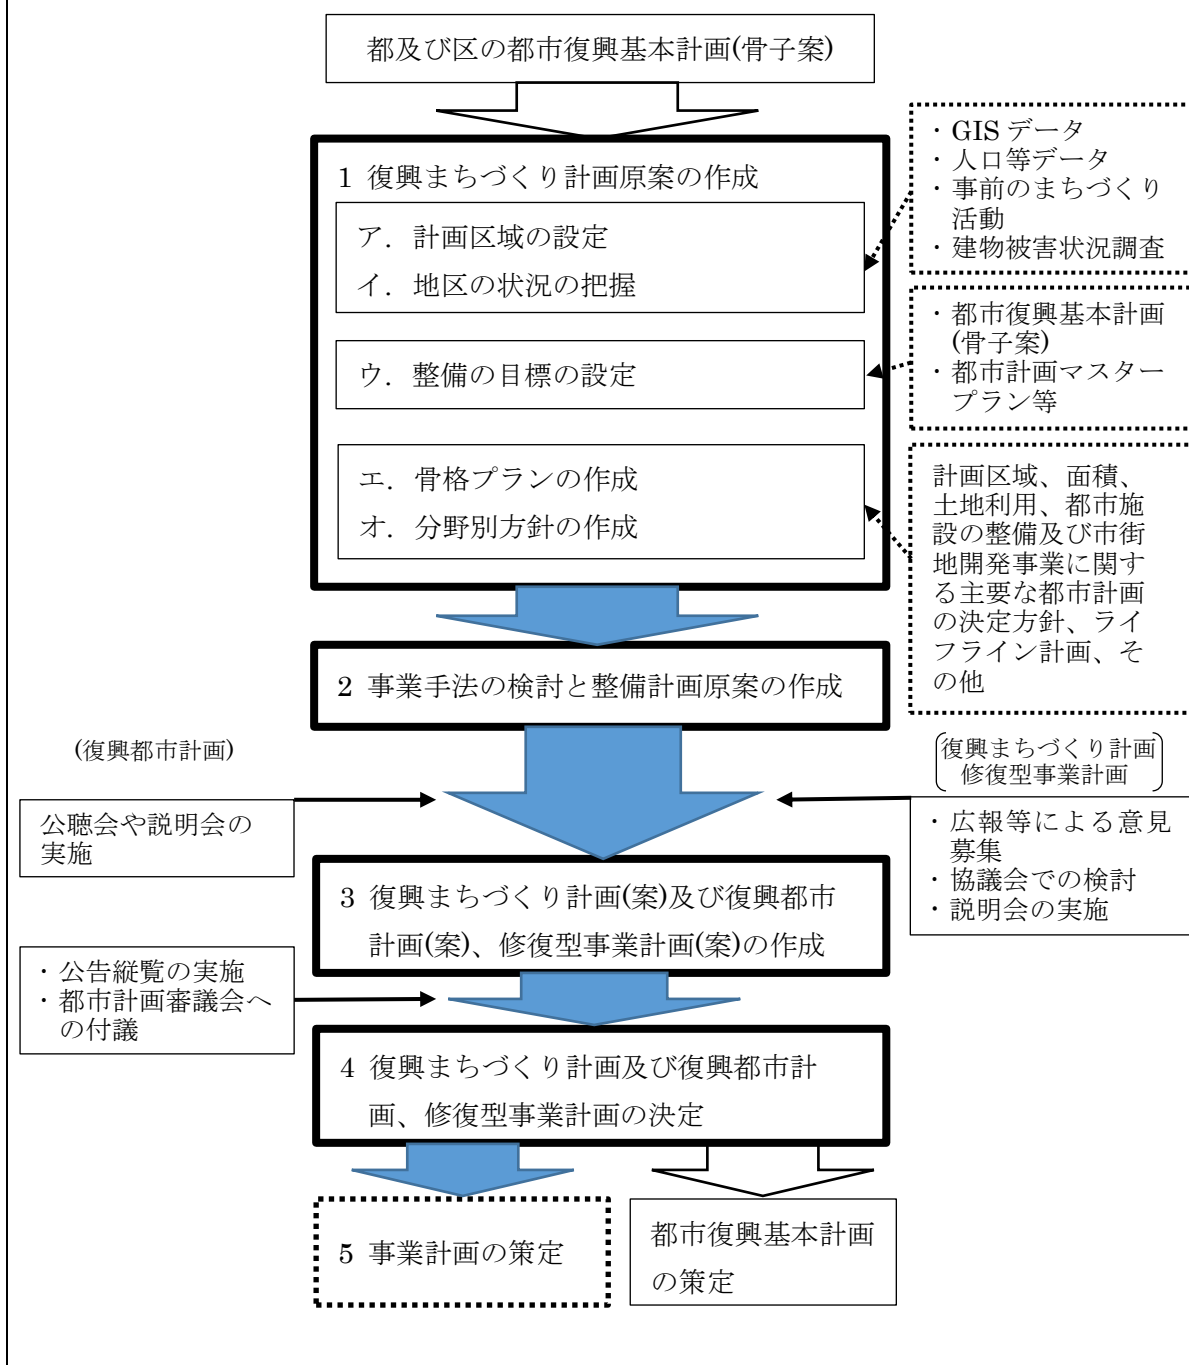 都及び区の都市復興基本計画(骨子案)
1 復興まちづくり計画原案の作成
ア．計画区域の設定
イ．地区の状況の把握
・GIS データ
・人口等データ
・事前のまちづくり
活動
・建物被害状況調査
ウ．整備の目標の設定
・都市復興基本計画
(骨子案)
・都市計画マスター
プラン等
エ．骨格プランの作成
オ．分野別方針の作成
計画区域、面積、
土地利用、都市施
設の整備及び市街
地開発事業に関す
る主要な都市計画
の決定方針、ライ
フライン計画、そ
の他
2 事業手法の検討と整備計画原案の作成
(復興都市計画)
公聴会や説明会の
実施
復興まちづくり計画
修復型事業計画
・広報等による意見
募集
・協議会での検討
・説明会の実施
3 復興まちづくり計画(案)及び復興都市
計画(案)、修復型事業計画(案)の作成
・公告縦覧の実施
・都市計画審議会へ
の付議
4 復興まちづくり計画及び復興都市計
画、修復型事業計画の決定
5 事業計画の策定
都市復興基本計画
の策定